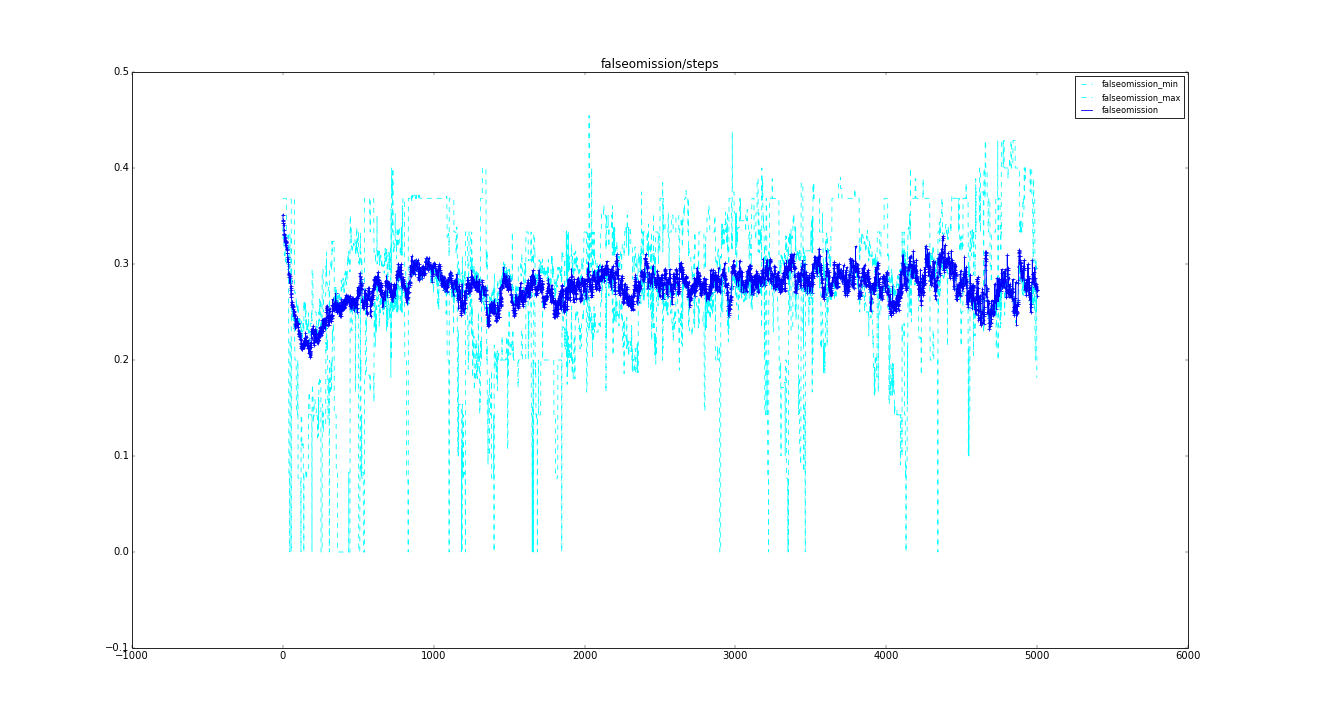 falseomission/steps
0.5
0.4
0.3
0.2
0.1
0.0
−0.1
−1000 0 1000 2000 3000 4000 5000 6000
falseomission_min
falseomission_max
falseomission